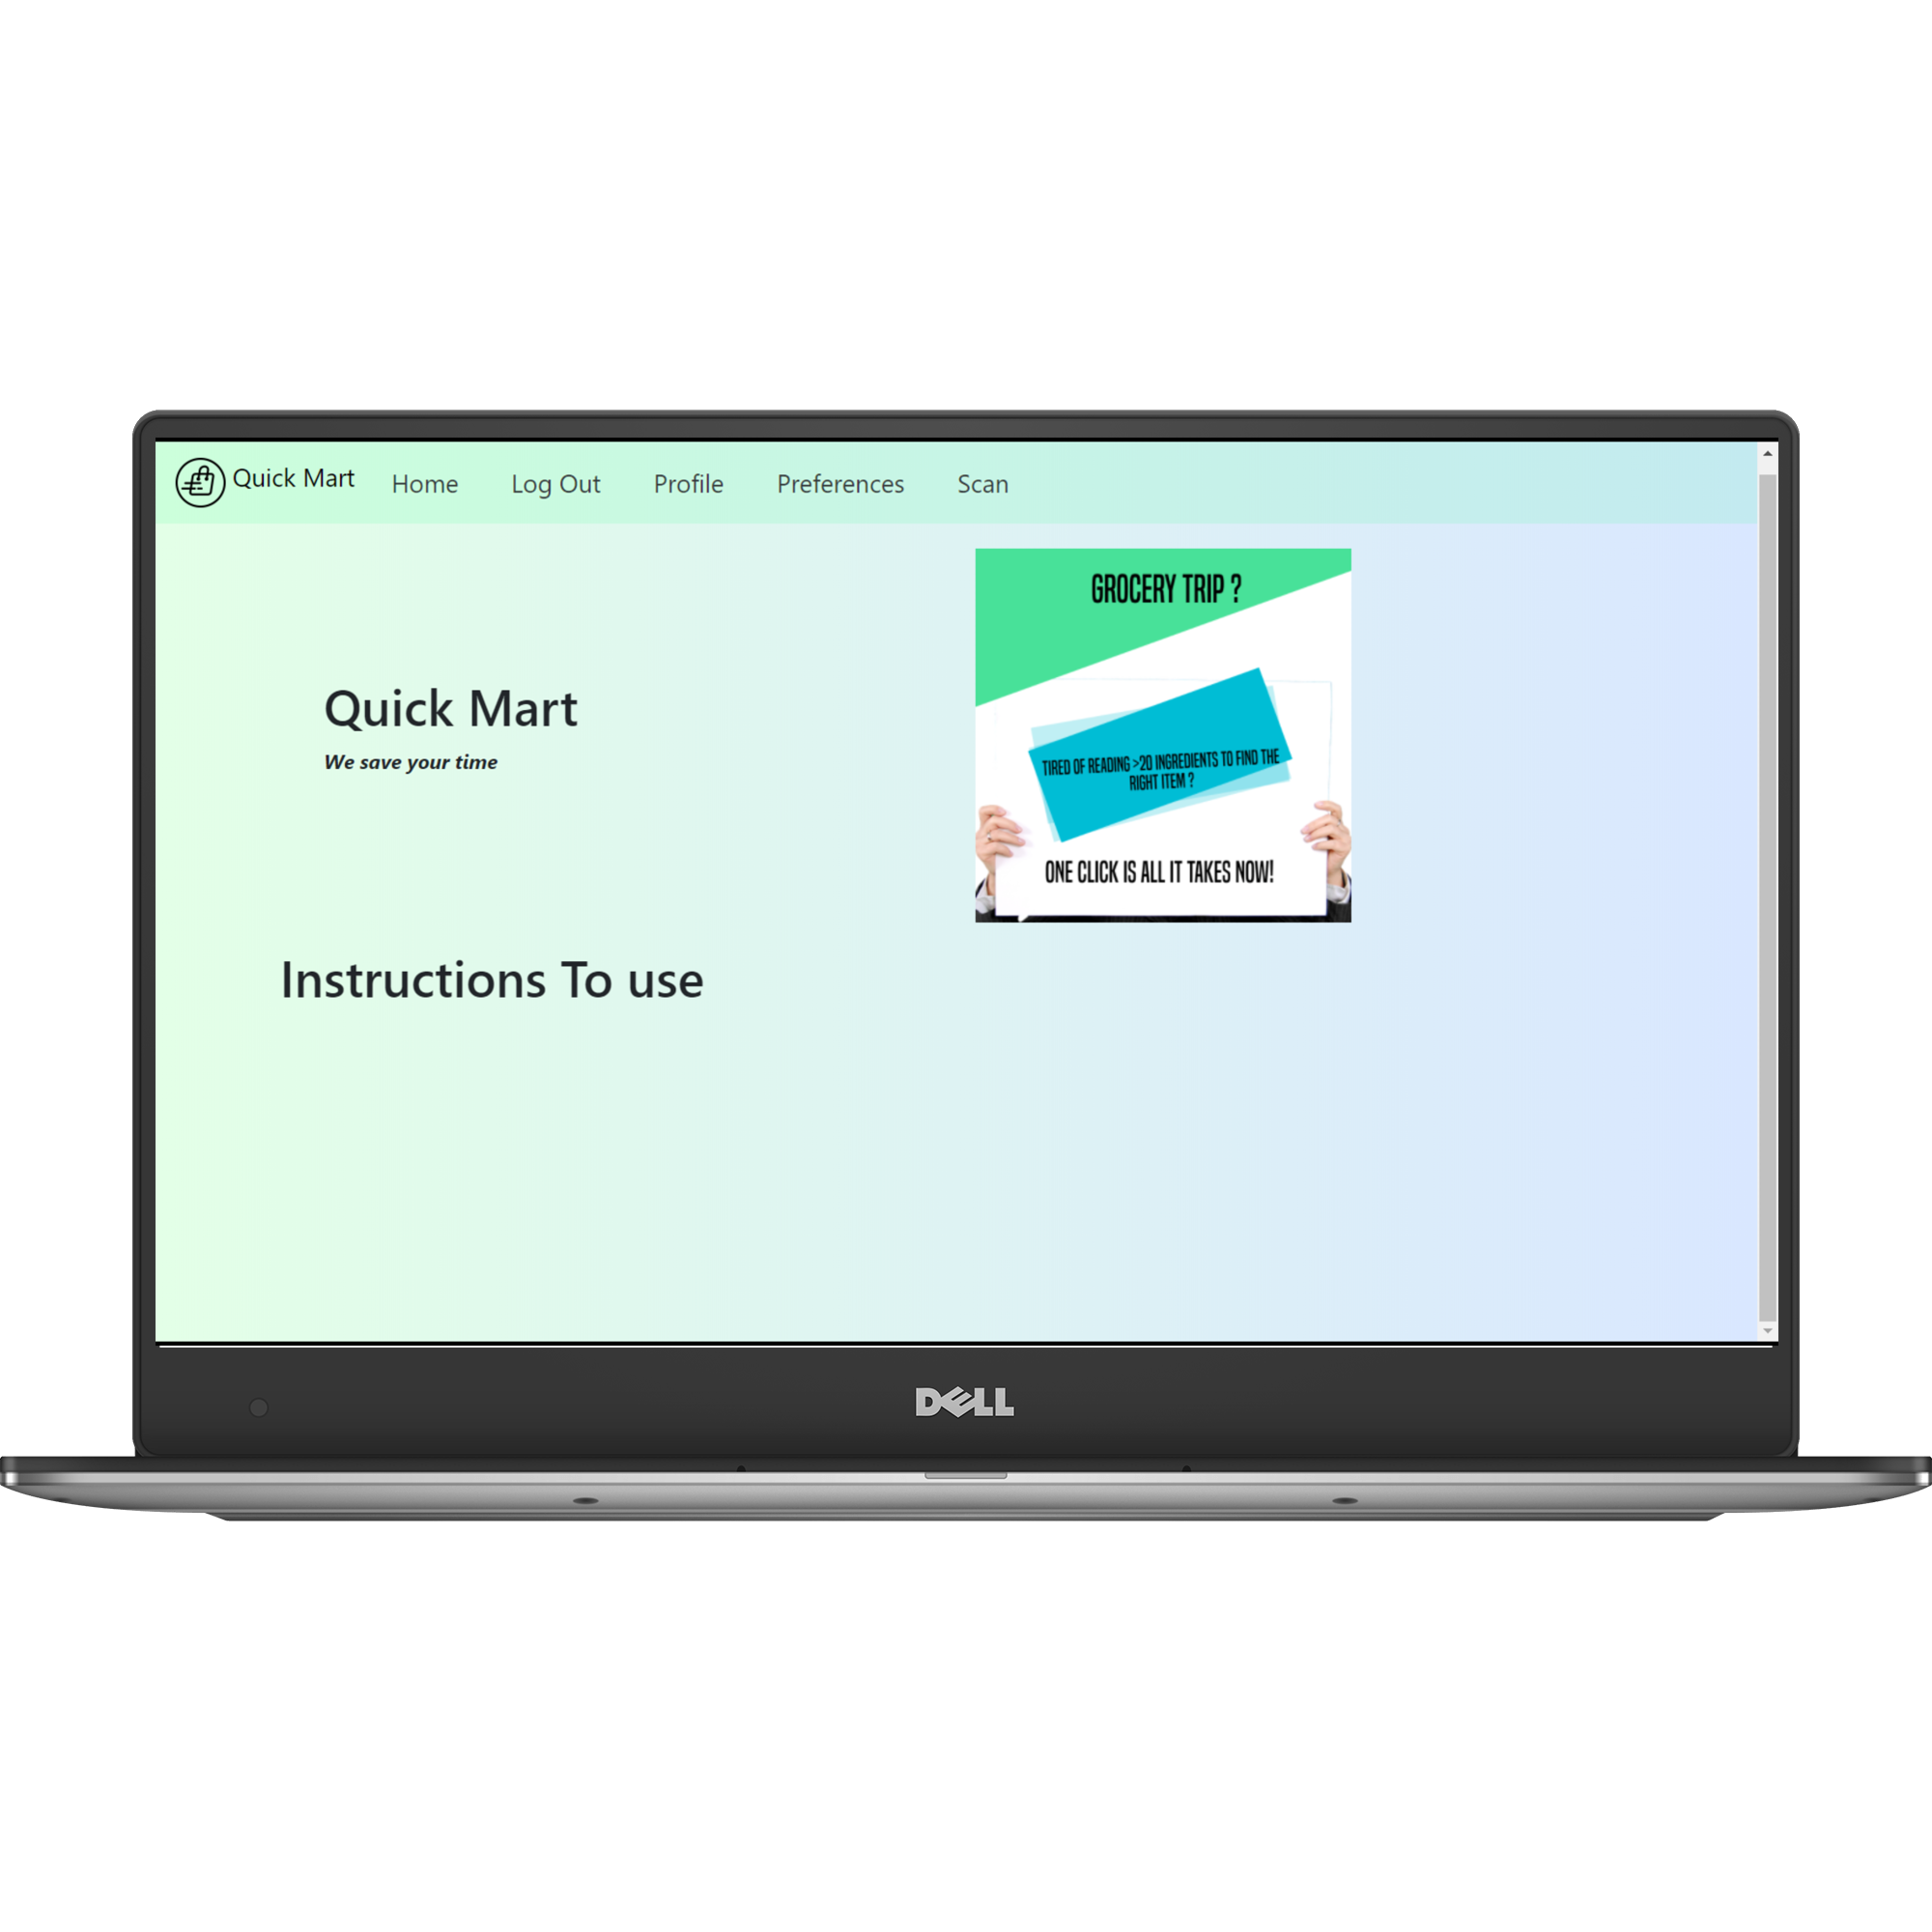 Quick Mart
Home
Log Out
Profile
Preferences
Scan
GROCERY TRIP ?
Quick Mart
We save your time
TIRED OF READING >20 INGREDIENTS TO FIND THE
RIGHT ITEM ?
ONE CLICK IS ALL IT TAKES NOW!
Instructions To use
DELL